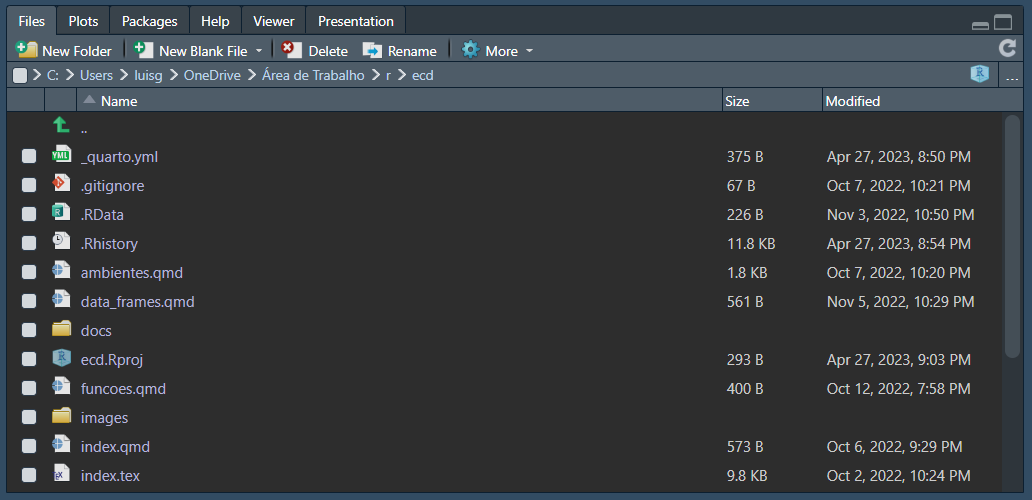 Files Plots Packages Help Viewer Presentation
New Folder New Blank File Delete Rename More
C: > Users > luisg > OneDrive > Área de Trabalho > r > ecd R ...
Name Size Modified
..
YML _quarto.yml 375 B Apr 27, 2023, 8:50 PM
.gitignore 67 B Oct 7, 2022, 10:21 PM
.RData 226 B Nov 3, 2022, 10:50 PM
.Rhistory 11.8 KB Apr 27, 2023, 8:54 PM
ambientes.qmd 1.8 KB Oct 7, 2022, 10:20 PM
data_frames.qmd 561 B Nov 5, 2022, 10:29 PM
docs
ecd.Rproj 293 B Apr 27, 2023, 9:03 PM
funcoes.qmd 400 B Oct 12, 2022, 7:58 PM
images
index.qmd 573 B Oct 6, 2022, 9:29 PM
index.tex 9.8 KB Oct 2, 2022, 10:24 PM